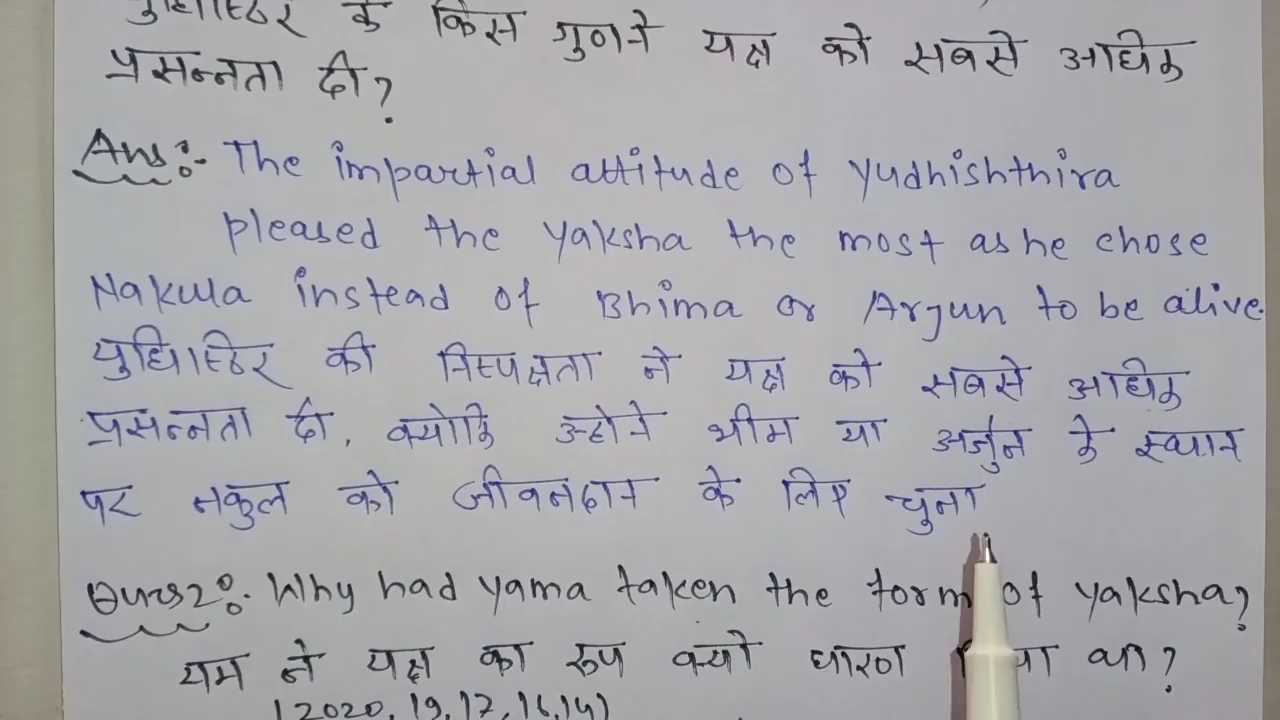 युधिष्ठिर के किस गुणने यक्ष को सबसे अधिक
प्रसन्नता दी?
Ans:- The impartial attitude of Yudhishthira
pleased the yaksha the most as he chose
Nakula instead of Bhima or Arjun to be alive.
युधिष्ठिर की निष्पक्षता ने यक्ष को सबसे अधिक
प्रसन्नता दी, क्योकि उन्होने भीम या अर्जुन के स्थान
पर नकुल को जीवनदान के लिए चुना
Ques2:- Why had yama taken the form of yaksha?
यम ने यक्ष का रूप क्यो धारण था?
(2020, 19, 17, 16, 14)